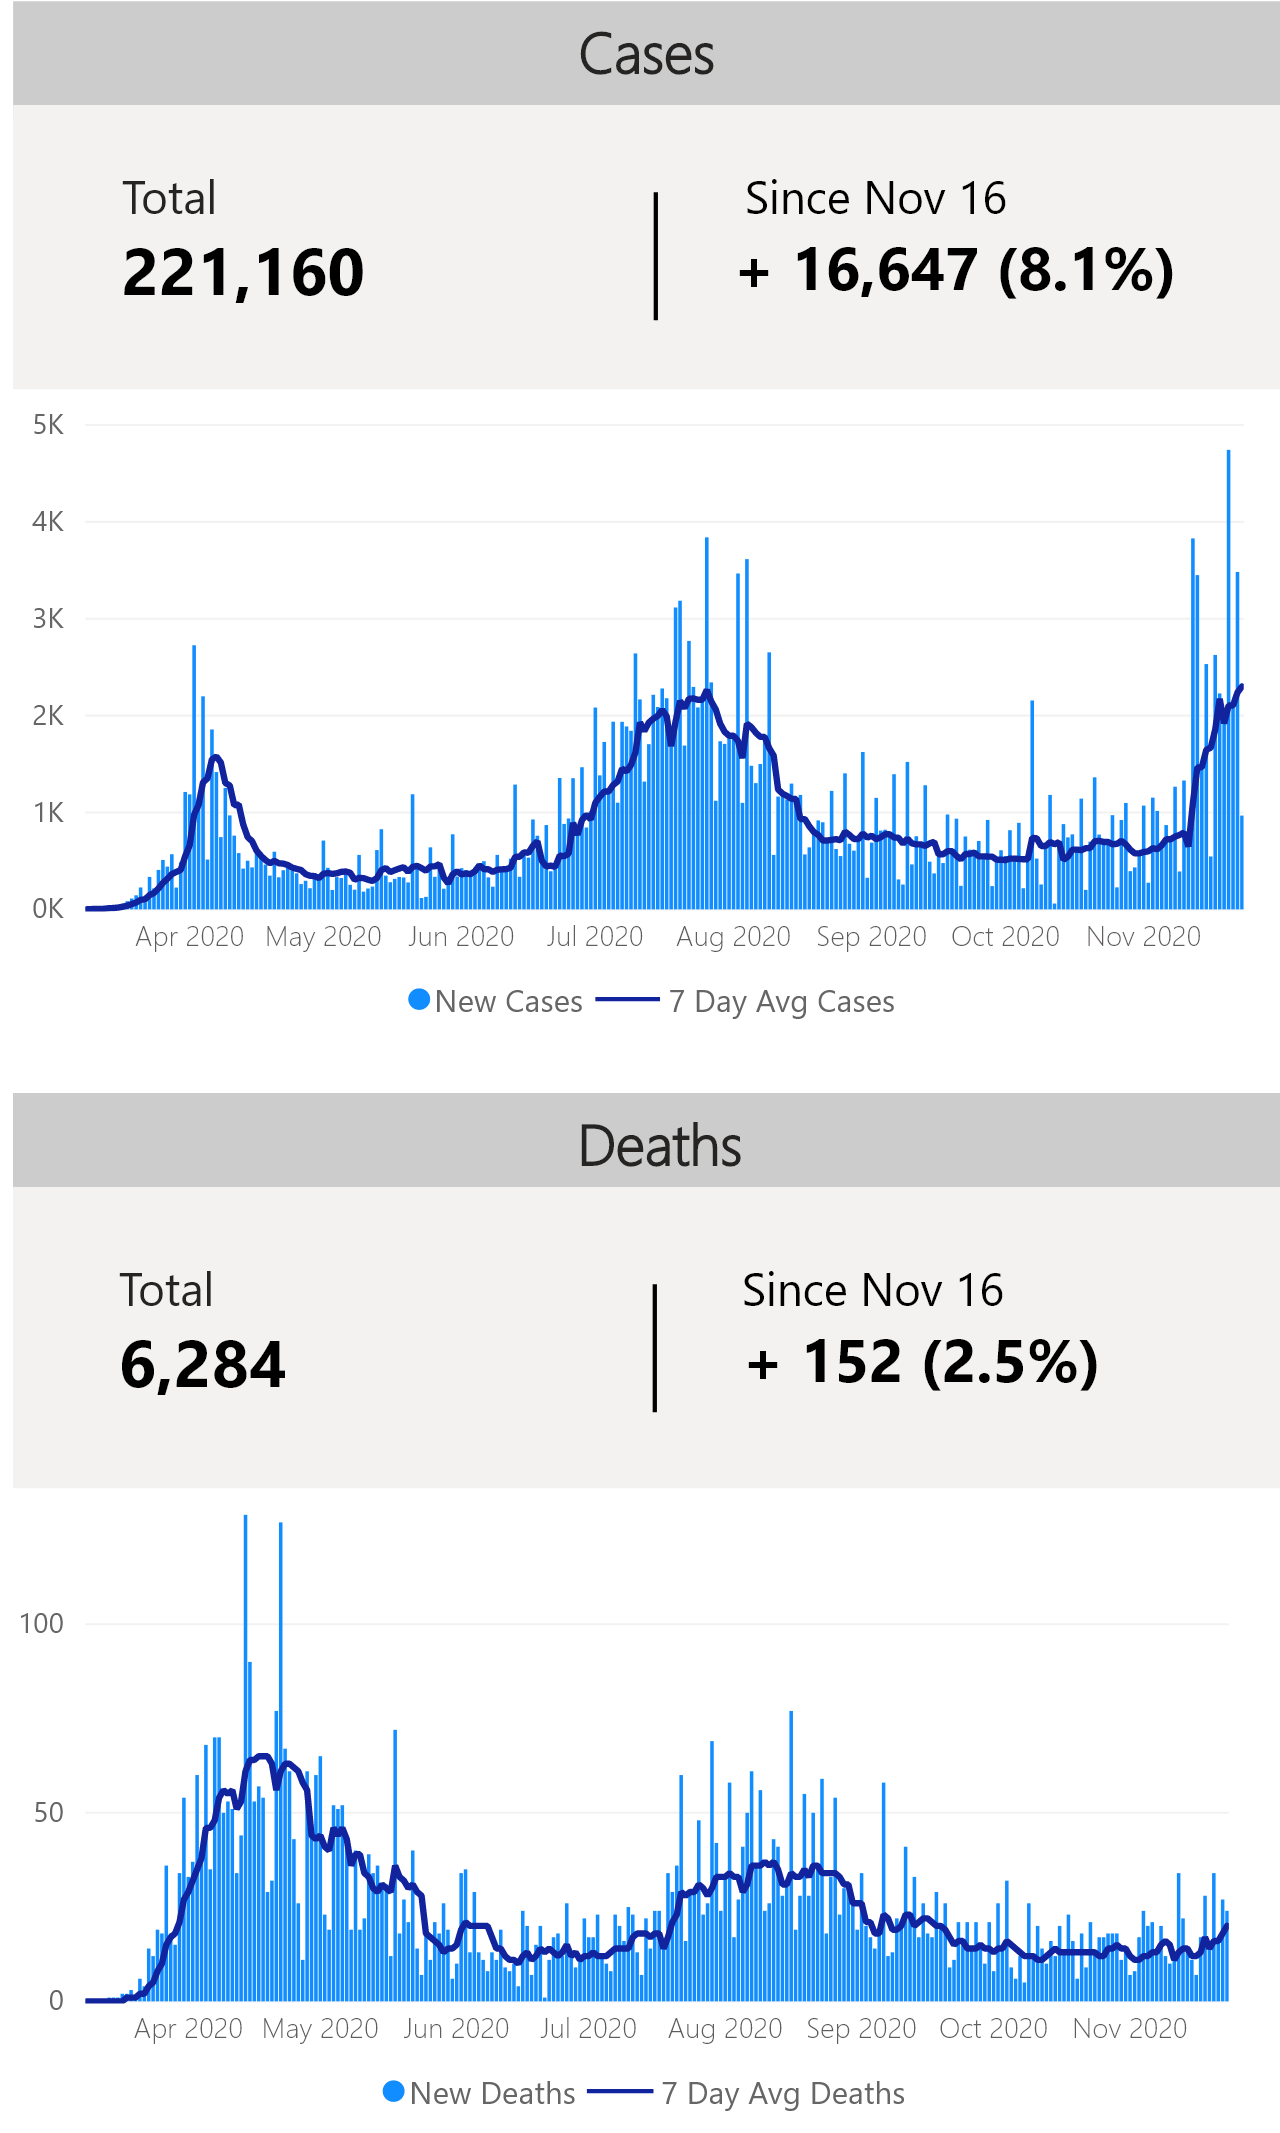 Cases
Total
Since Nov 16
221,160
+ 16,647 (8.1%)
5K
4K
3K
2K
1K
0K
Apr 2020 May 2020 Jun 2020 Jul 2020 Aug 2020 Sep 2020 Oct 2020 Nov 2020
New Cases 7 Day Avg Cases
Deaths
Total
Since Nov 16
6,284
+ 152 (2.5%)
100
50
0
Apr 2020 May 2020 Jun 2020 Jul 2020 Aug 2020 Sep 2020 Oct 2020 Nov 2020
New Deaths 7 Day Avg Deaths